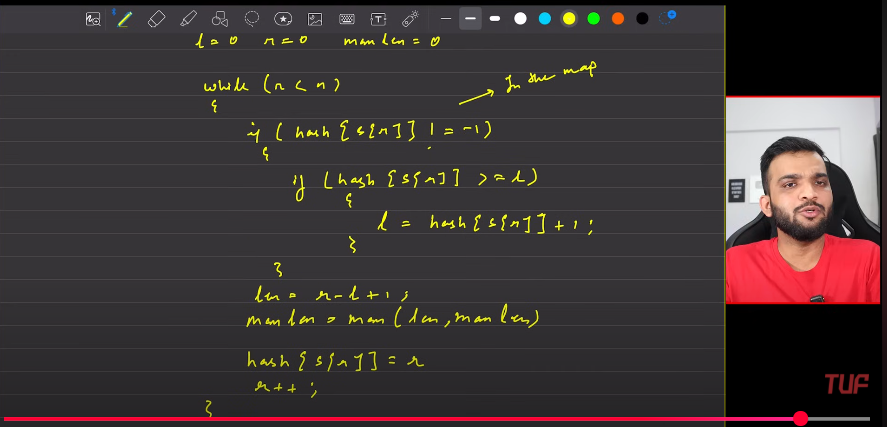 l = 0 r = 0 maxlen = 0
while (r < n)
{
In the map
if ( hash[s[r]] != -1)
{
if (hash[s[r]] >= l)
{
l = hash[s[r]] + 1;
}
}
len = r - l + 1;
maxlen = max(len, maxlen)
hash[s[r]] = r
r++;
}
TUF